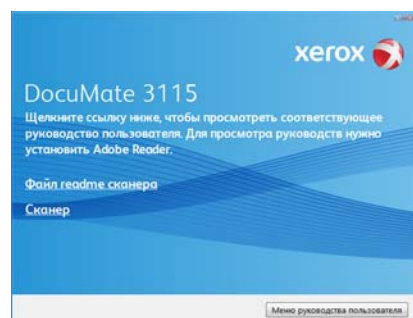 xerox
DocuMate 3115
Щелкните ссылку ниже, чтобы просмотреть соответствующее
руководство пользователя. Для просмотра руководств нужно
установить Adobe Reader.
Файл readme сканера
Сканер
Меню руководства пользователя